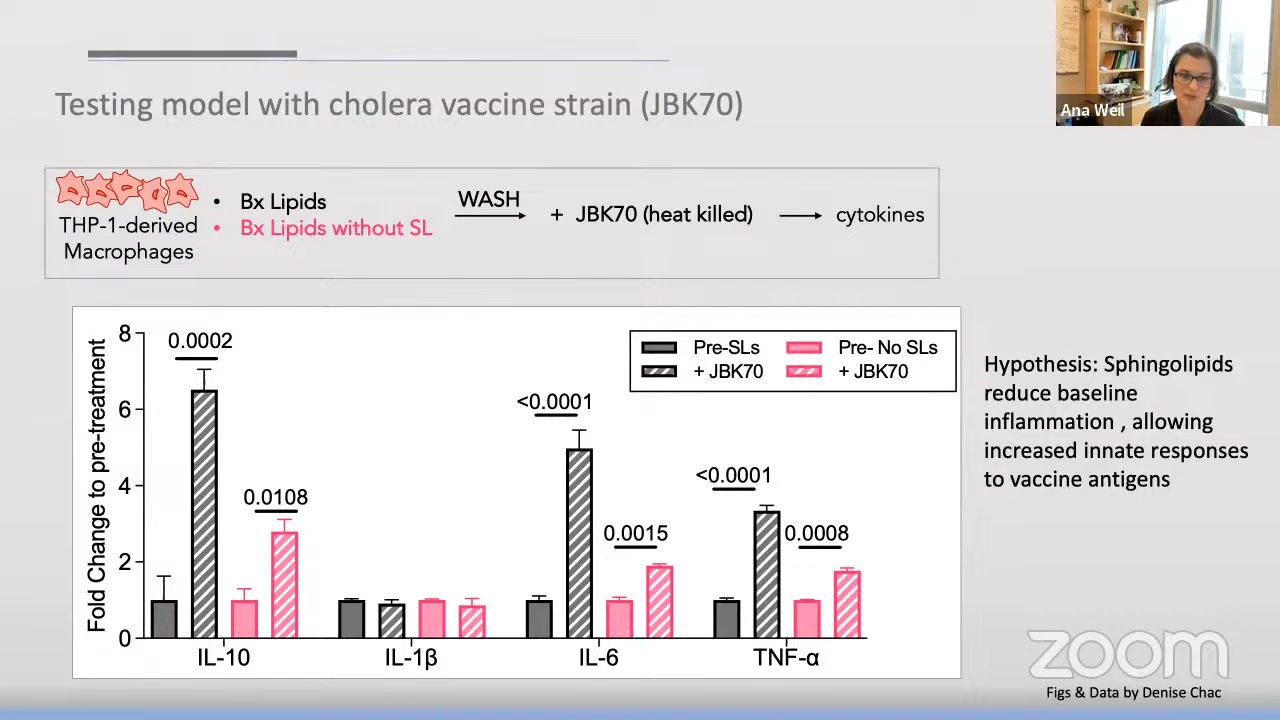 Ana Weil
Testing model with cholera vaccine strain (JBK70)
THP-1-derived
Macrophages
• Bx Lipids
• Bx Lipids without SL
WASH
+ JBK70 (heat killed)
cytokines
Fold Change to pre-treatment
8
6
4
2
0
0.0002
0.0108
<0.0001
0.0015
<0.0001
0.0008
Pre-SLs
+ JBK70
Pre- No SLs
+ JBK70
IL-10
IL-1β
IL-6
TNF-α
Hypothesis: Sphingolipids
reduce baseline
inflammation , allowing
increased innate responses
to vaccine antigens
zoom
Figs & Data by Denise Chac